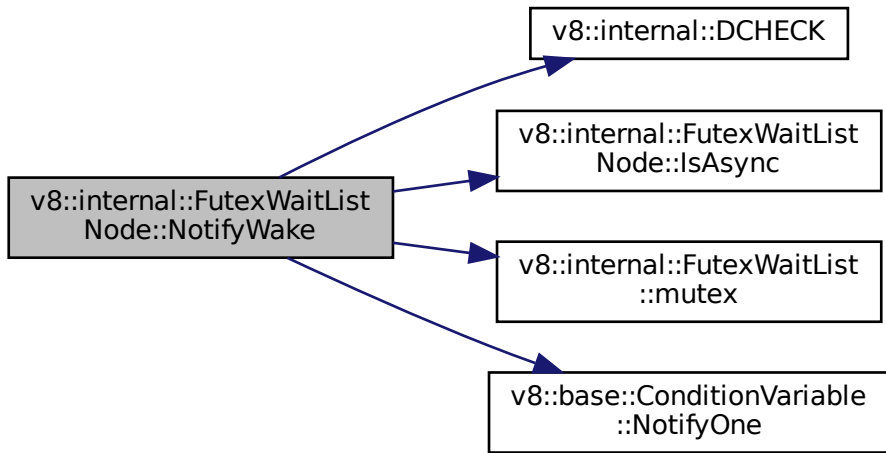 v8::internal::DCHECK
v8::internal::FutexWaitList
Node::IsAsync
v8::internal::FutexWaitList
Node::NotifyWake
v8::internal::FutexWaitList
::mutex
v8::base::ConditionVariable
::NotifyOne